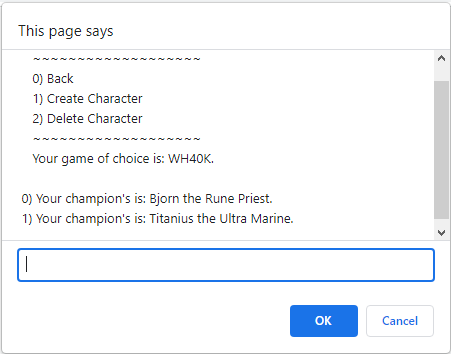 This page says
~~~~~~~~~~~~~~~~~~~
0) Back
1) Create Character
2) Delete Character
~~~~~~~~~~~~~~~~~~~
Your game of choice is: WH40K.
0) Your champion's is: Bjorn the Rune Priest.
1) Your champion's is: Titanius the Ultra Marine.
OK
Cancel